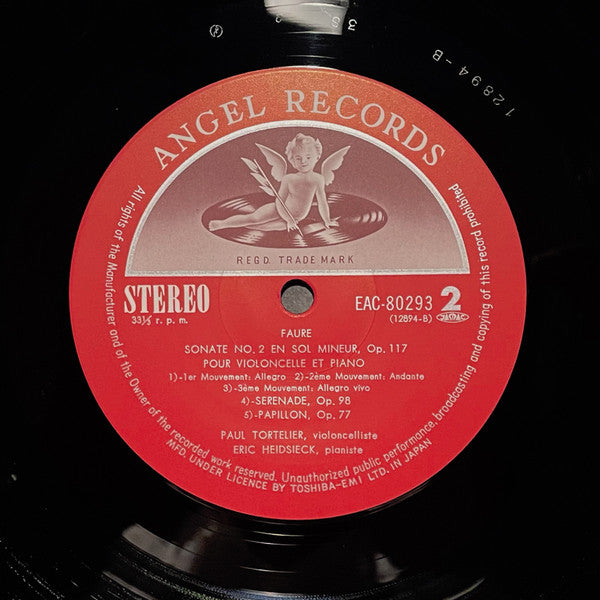 12894-B
ANGEL RECORDS
REGD. TRADE MARK
STEREO
33⅓ r. p. m.
EAC-80293 2
(12894-B) JASRAC
FAURE
SONATE NO. 2 EN SOL MINEUR, Op. 117
POUR VIOLONCELLE ET PIANO
1)-1er Mouvement: Allegro 2)-2ème Mouvement: Andante
3)-3ème Mouvement: Allegro vivo
4)-SERENADE, Op. 98
5)-PAPILLON, Op. 77
PAUL TORTELIER, violoncelliste
ERIC HEIDSIECK, pianiste
All rights of the Manufacturer and of the Owner of the recorded work reserved. Unauthorized public performance, broadcasting and copying of this record prohibited
MFD. UNDER LICENCE BY TOSHIBA-EMI LTD. IN JAPAN